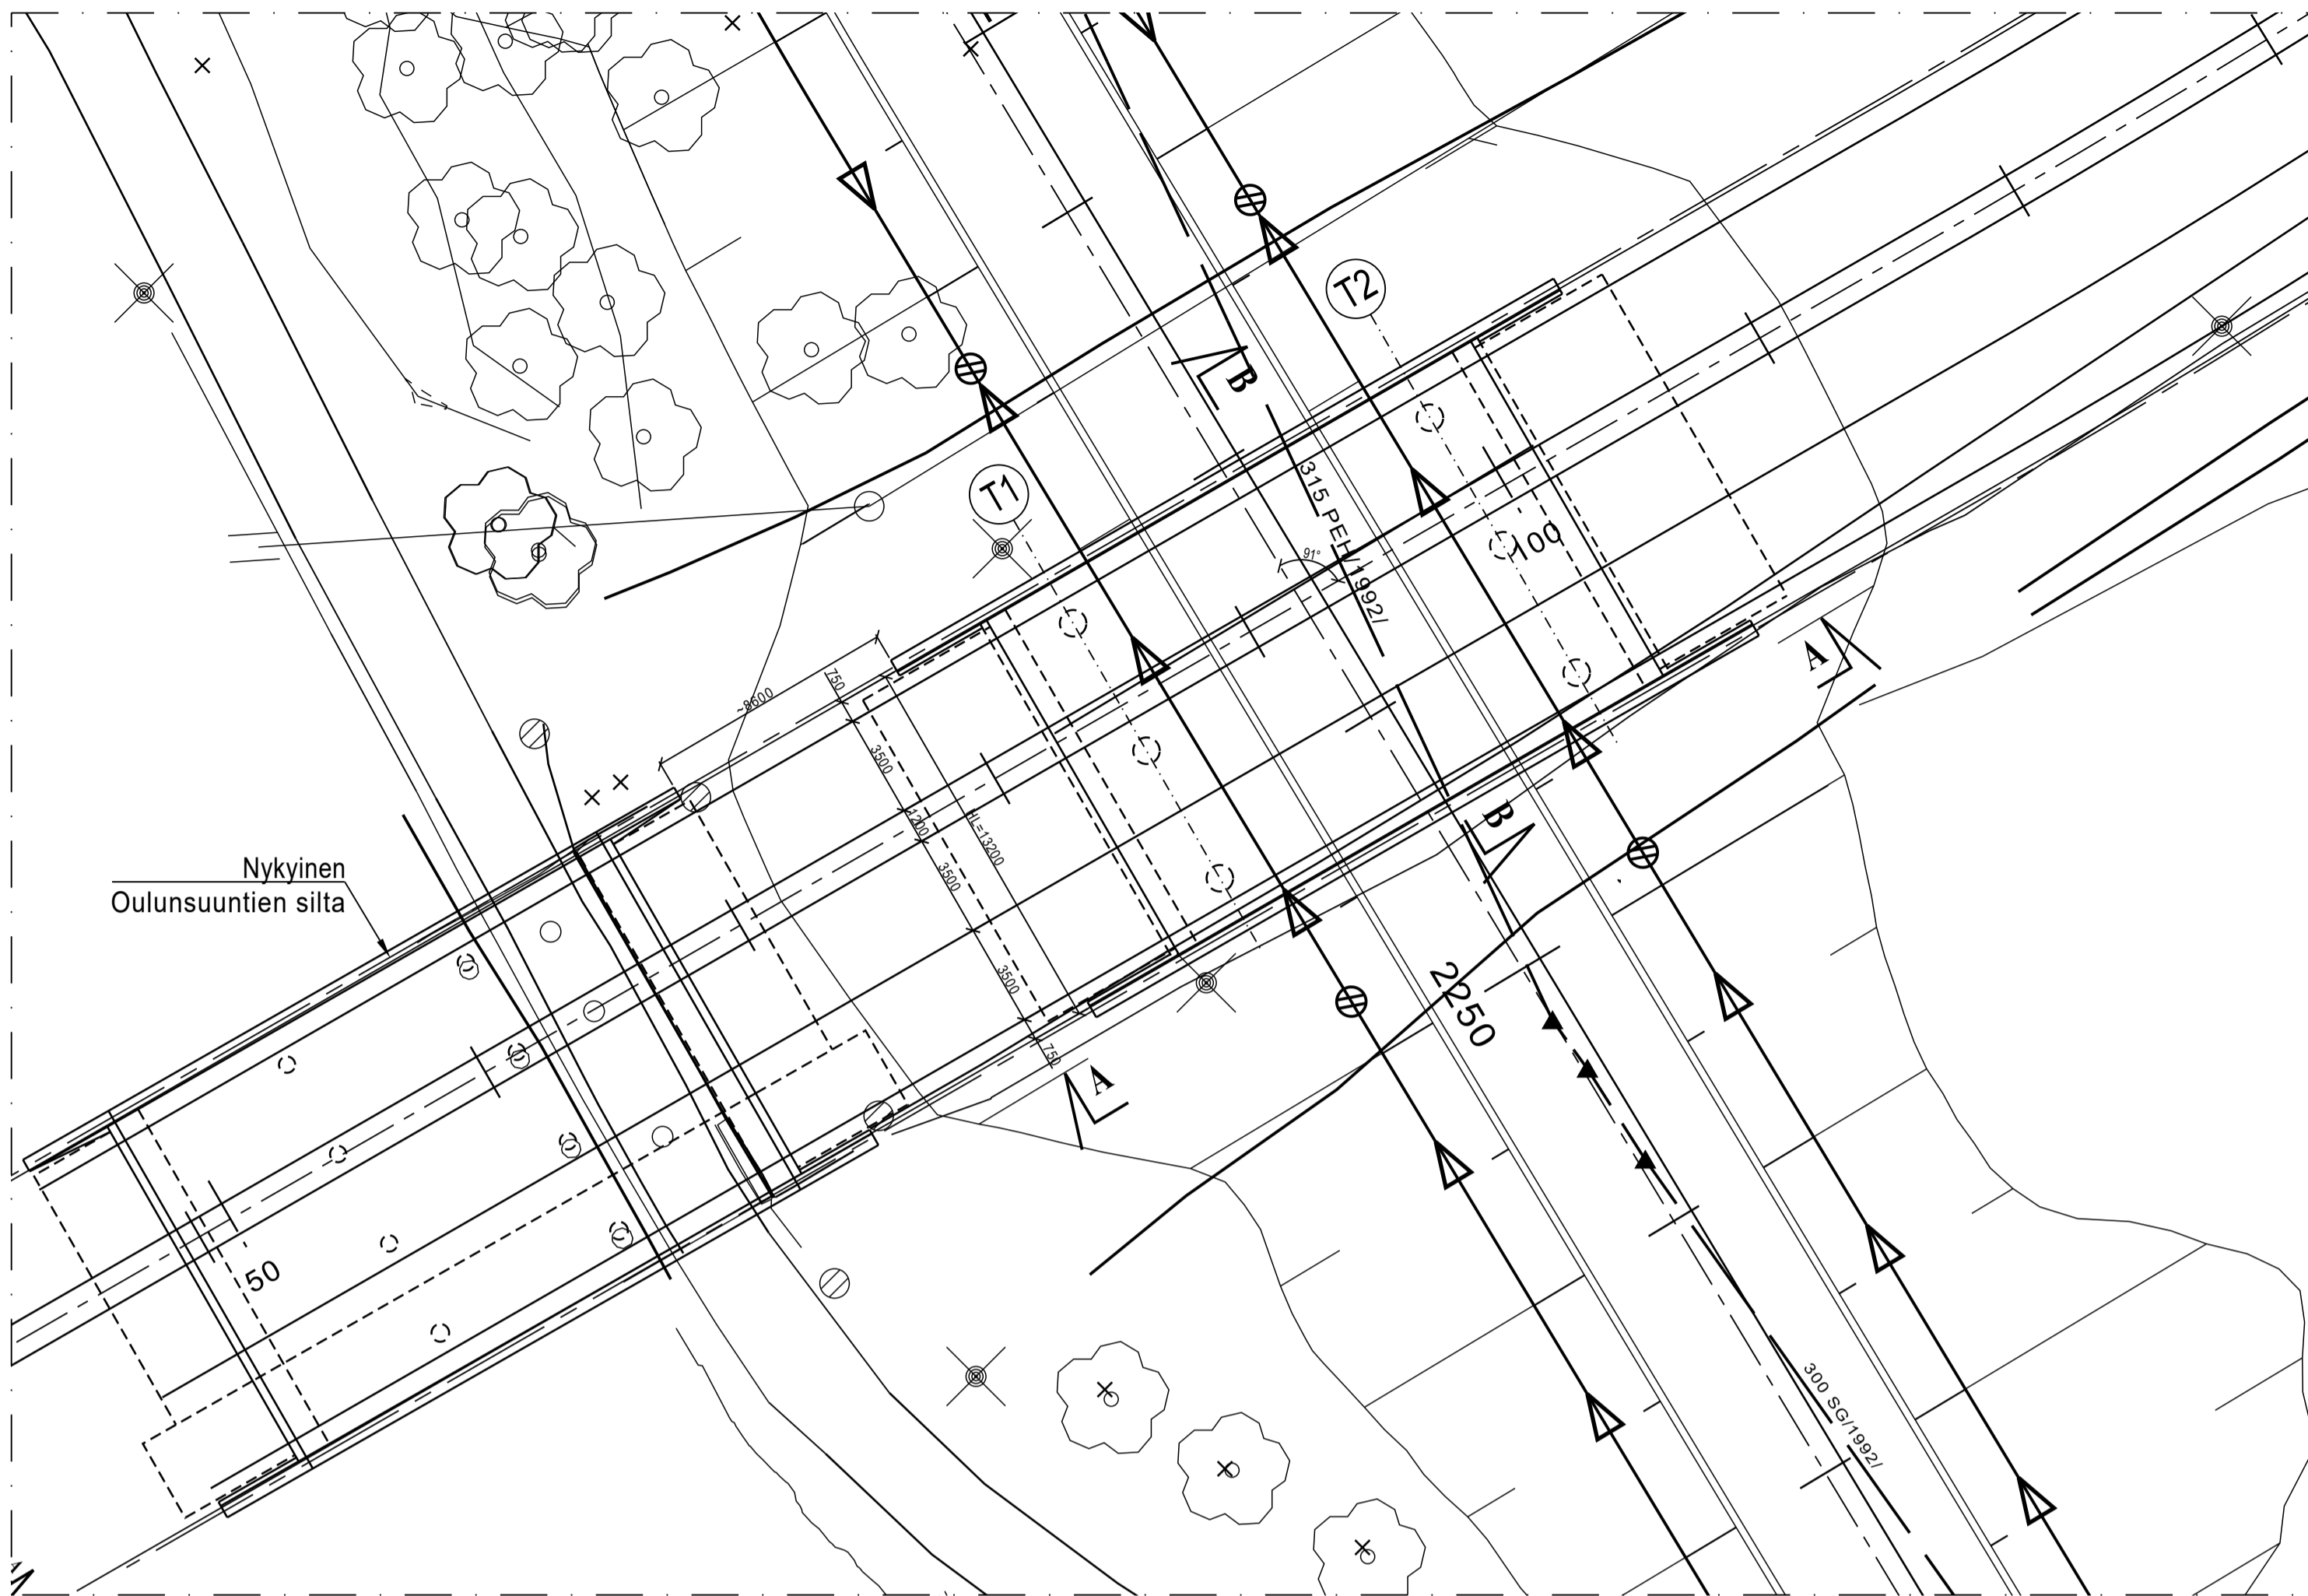 T2
B
T1
315 PEH/1992/
91°
100
A
~8600
750
3500
1200
HL=13200
3500
3500
750
B
Nykyinen
Oulunsuuntien silta
A
2250
50
300 SG/1992/